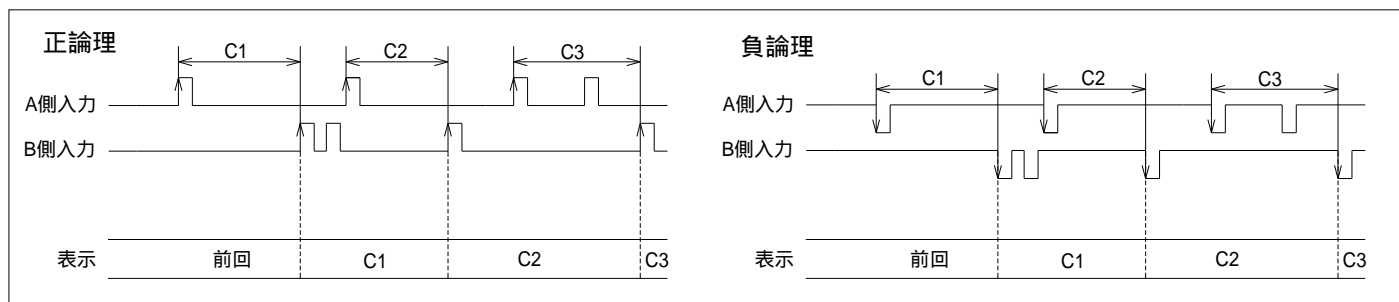 正論理
C1 C2 C3
A側入力
B側入力
表示 前回 C1 C2 C3
負論理
C1 C2 C3
A側入力
B側入力
表示 前回 C1 C2 C3